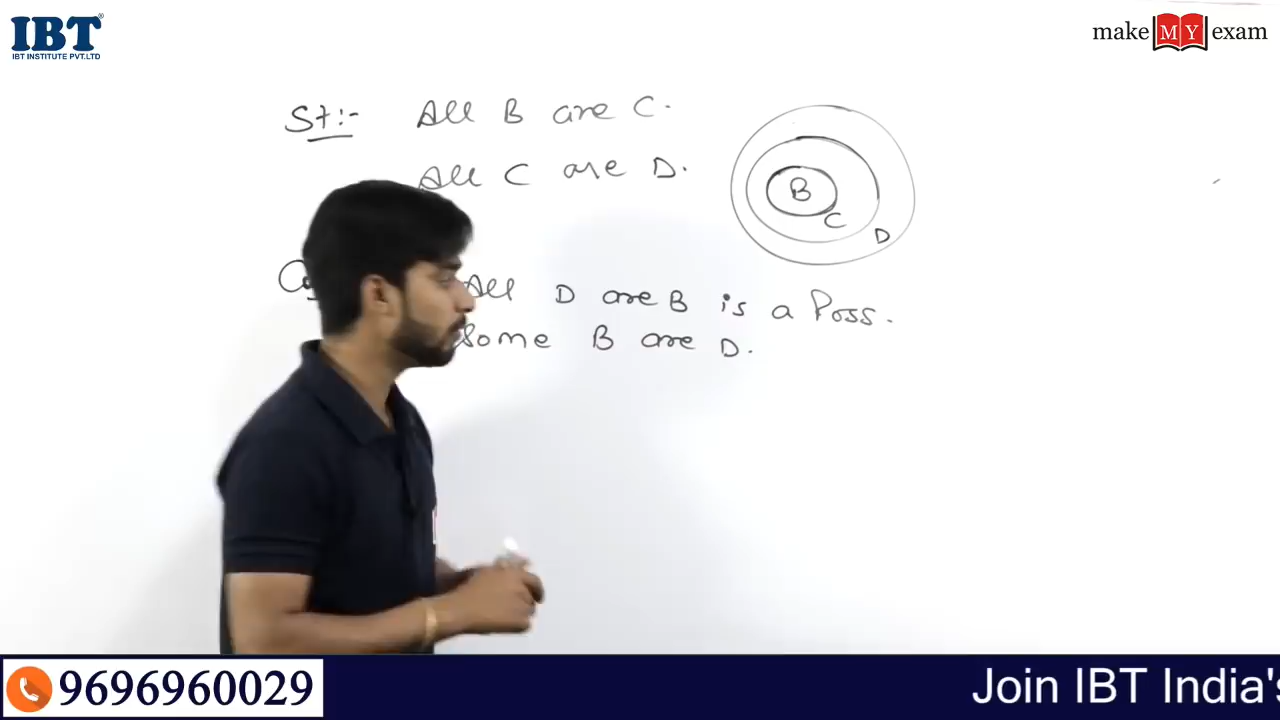 IBT
IBT INSTITUTE PVT.LTD
make MY exam
St:- All B are C.
All C are D.
B
C
D
All D are B is a Poss.
Some B are D.
9696960029
Join IBT India's